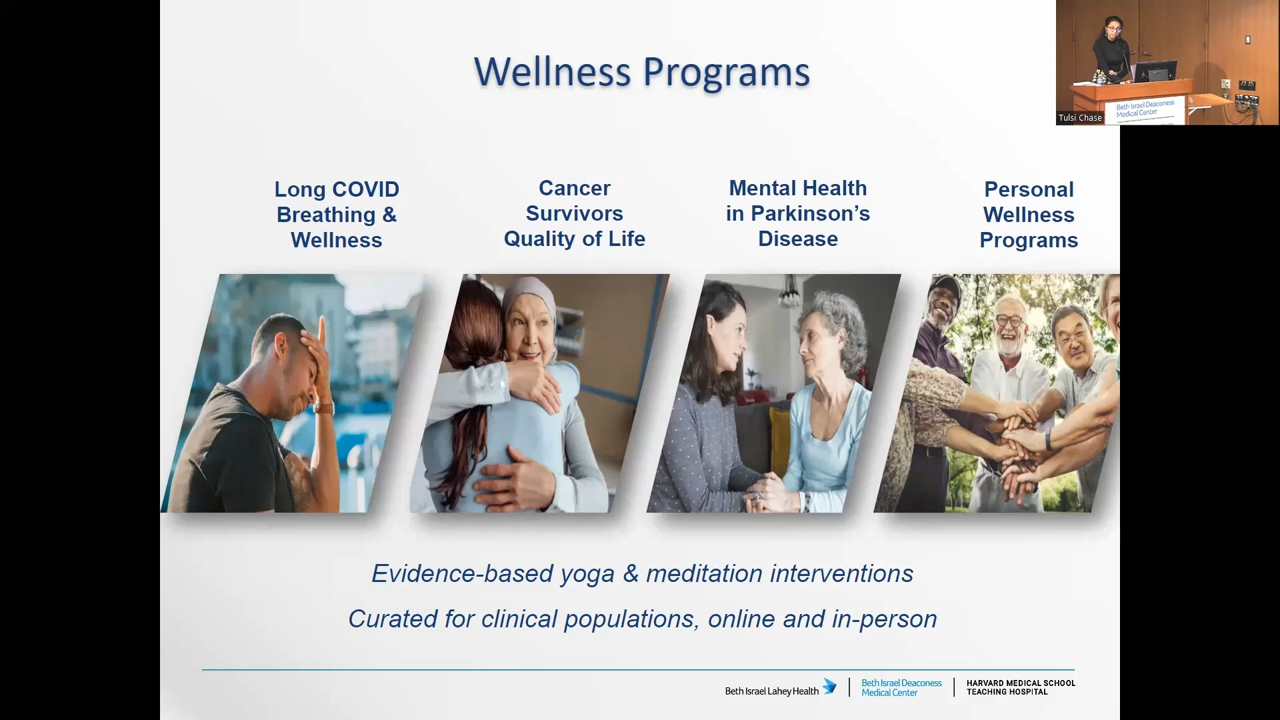 Wellness Programs
Long COVID
Breathing &
Wellness
Cancer
Survivors
Quality of Life
Mental Health
in Parkinson's
Disease
Personal
Wellness
Programs
Evidence-based yoga & meditation interventions
Curated for clinical populations, online and in-person
Beth Israel Lahey Health
Beth Israel Deaconess
Medical Center
HARVARD MEDICAL SCHOOL
TEACHING HOSPITAL
Beth Israel Deaconess
Medical Center
Tulsi Chase